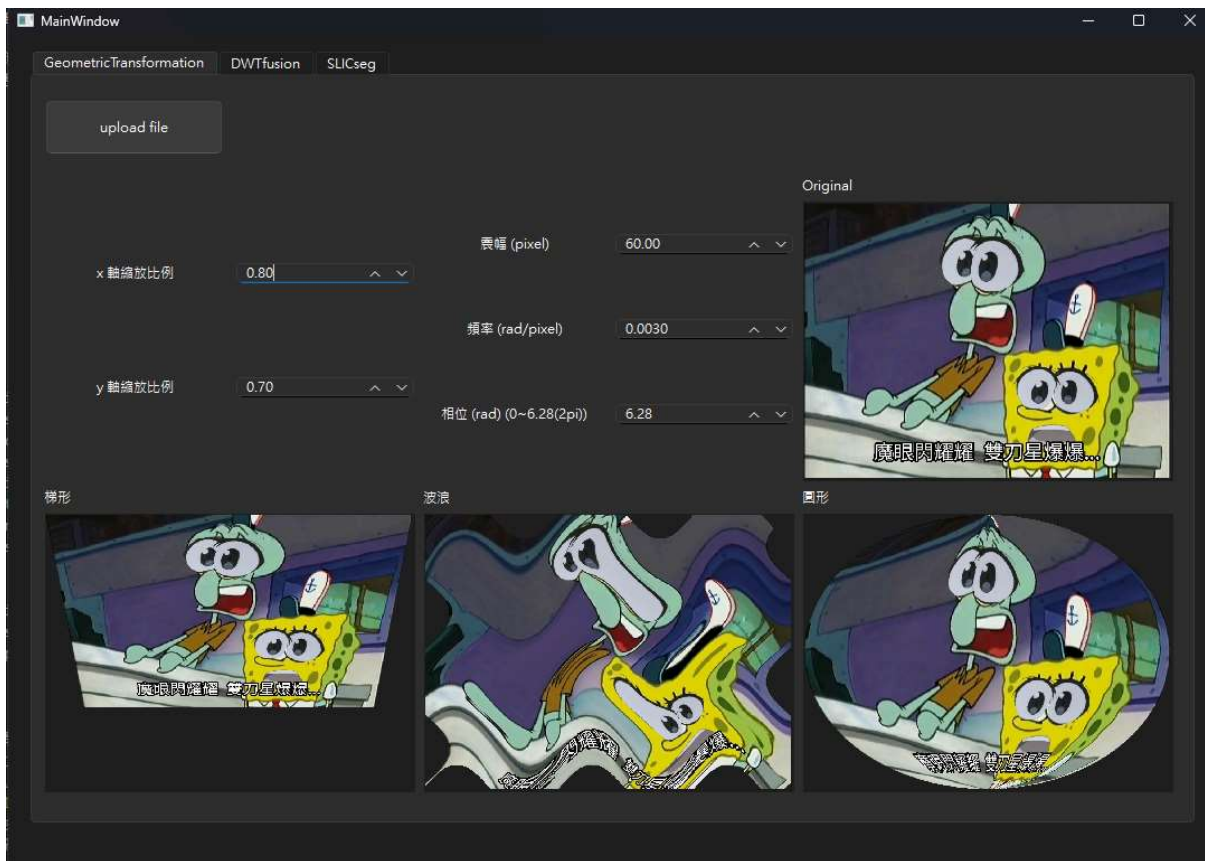 MainWindow
GeometricTransformation DWTfusion SLICseg
upload file
Original
震幅 (pixel) 60.00
x 軸縮放比例 0.80
頻率 (rad/pixel) 0.0030
y 軸縮放比例 0.70
相位 (rad) (0~6.28(2pi)) 6.28
魔眼閃耀耀 雙刀星爆爆...
梯形 波浪 圓形
魔眼閃耀耀 雙刀星爆爆...